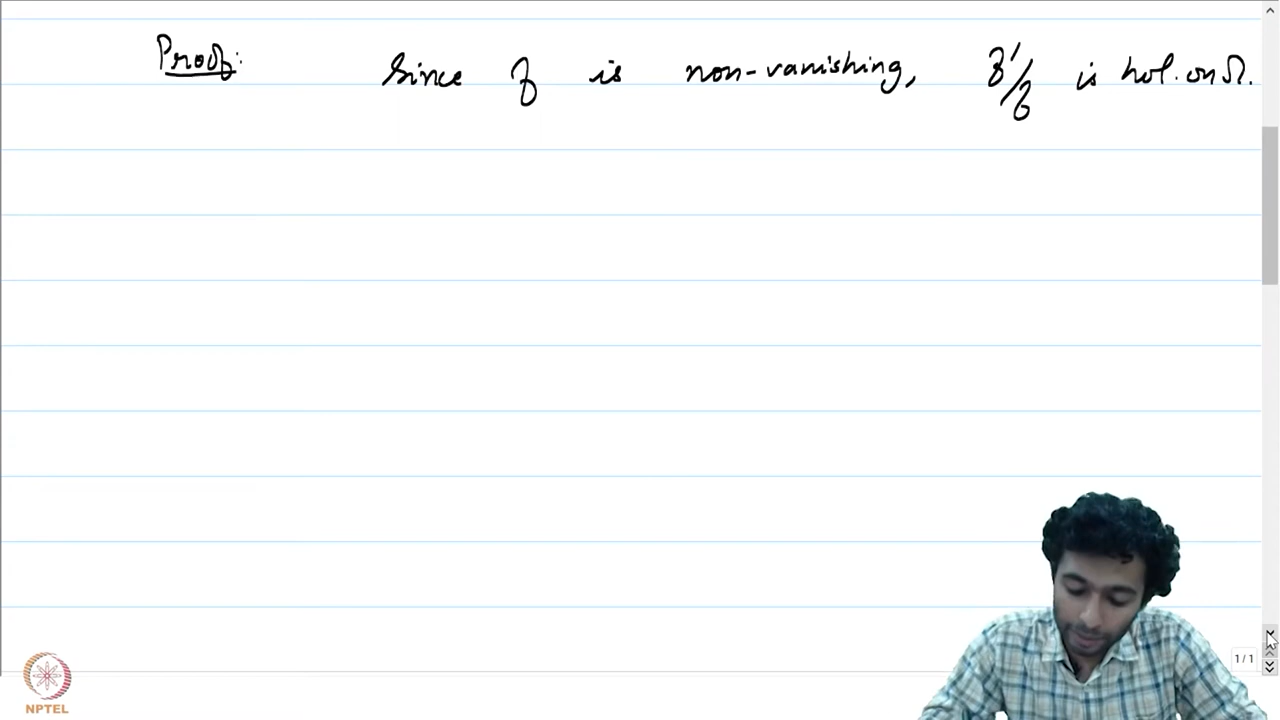 Proof: Since f is non-vanishing, f'/f is hol. on Ω.
1 / 1
NPTEL